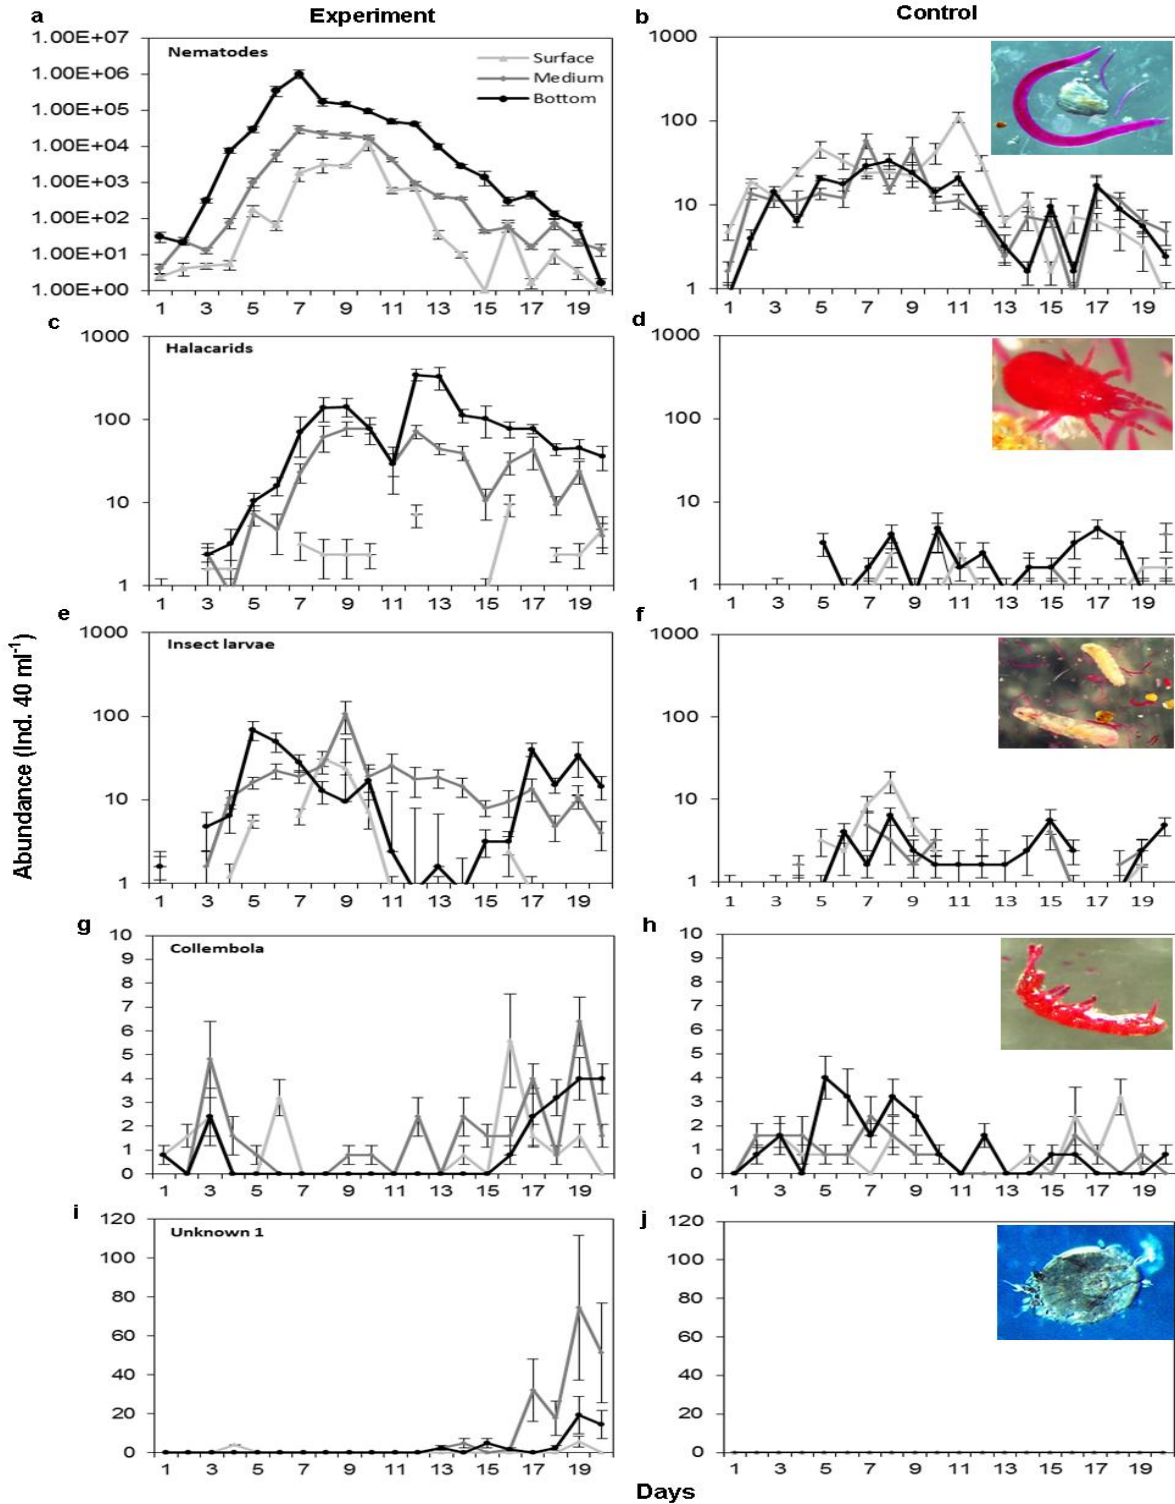 a Experiment b Control
1.00E+07 Nematodes 1000
Surface
1.00E+06 Medium
1.00E+05 Bottom 100
1.00E+04
1.00E+03 10
1.00E+02
1.00E+01
1.00E+00 1
1 3 5 7 9 11 13 15 17 19 1 3 5 7 9 11 13 15 17 19
c d
1000 Halacarids 1000
100 100
10 10
1 1
1 3 5 7 9 11 13 15 17 19 1 3 5 7 9 11 13 15 17 19
e f
1000 Insect larvae 1000
100 100
10 10
1 1
1 3 5 7 9 11 13 15 17 19 1 3 5 7 9 11 13 15 17 19
Abundance (Ind. 40 ml⁻¹)
g h
10 Collembola 10
9 9
8 8
7 7
6 6
5 5
4 4
3 3
2 2
1 1
0 0
1 3 5 7 9 11 13 15 17 19 1 3 5 7 9 11 13 15 17 19
i j
120 Unknown 1 120
100 100
80 80
60 60
40 40
20 20
0 0
1 3 5 7 9 11 13 15 17 19 1 3 5 7 9 11 13 15 17 19
Days